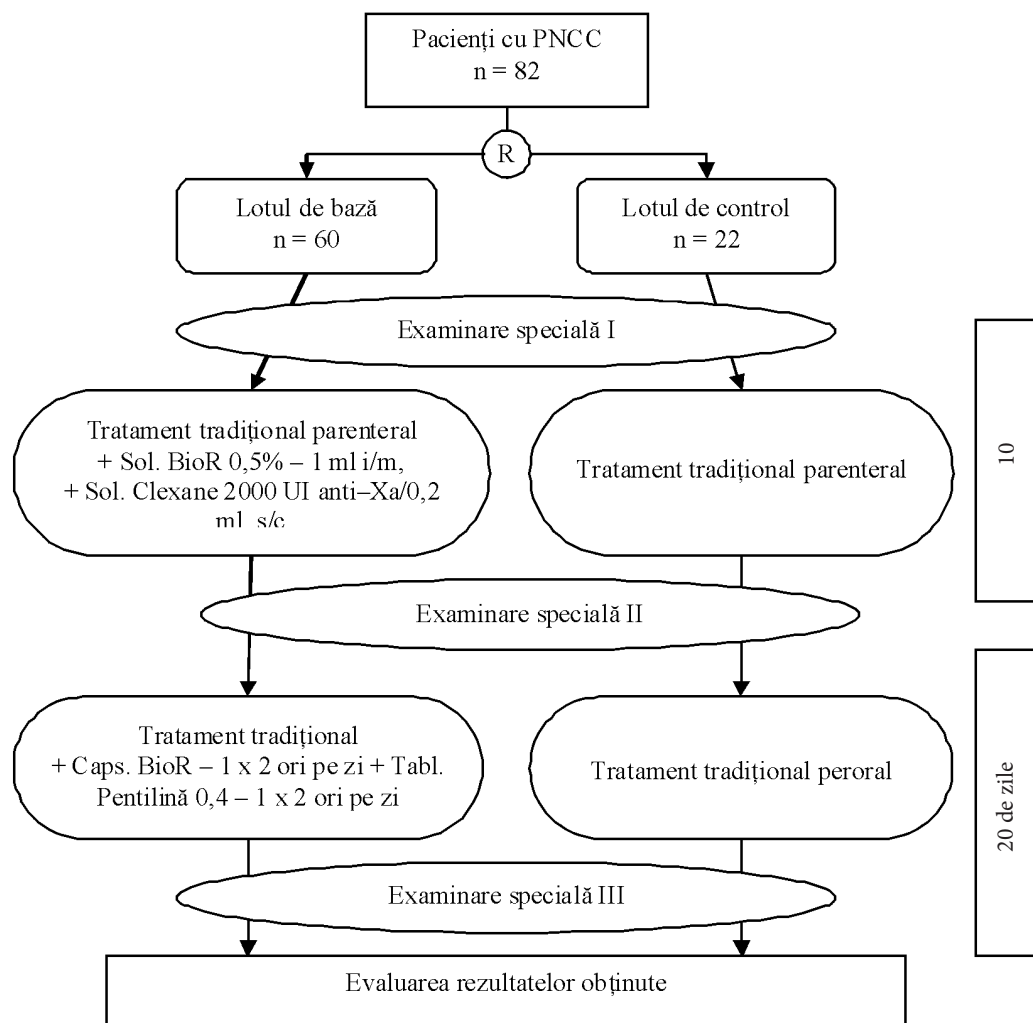 Pacienți cu PNCC
n = 82
R
Lotul de bază
n = 60
Lotul de control
n = 22
Examinare specială I
Tratament tradițional parenteral
+ Sol. BioR 0,5% – 1 ml i/m,
+ Sol. Clexane 2000 UI anti–Xa/0,2
ml s/c
Tratament tradițional parenteral
10
Examinare specială II
Tratament tradițional
+ Caps. BioR – 1 x 2 ori pe zi + Tabl.
Pentilină 0,4 – 1 x 2 ori pe zi
Tratament tradițional peroral
20 de zile
Examinare specială III
Evaluarea rezultatelor obținute